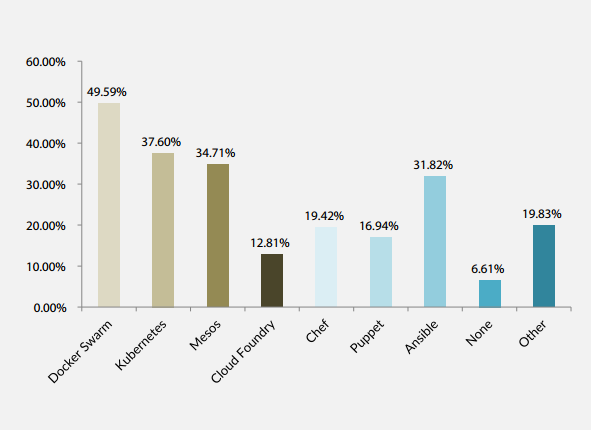 60.00%
50.00%
40.00%
30.00%
20.00%
10.00%
0.00%
49.59%
37.60%
34.71%
12.81%
19.42%
16.94%
31.82%
6.61%
19.83%
Docker Swarm
Kubernetes
Mesos
Cloud Foundry
Chef
Puppet
Ansible
None
Other